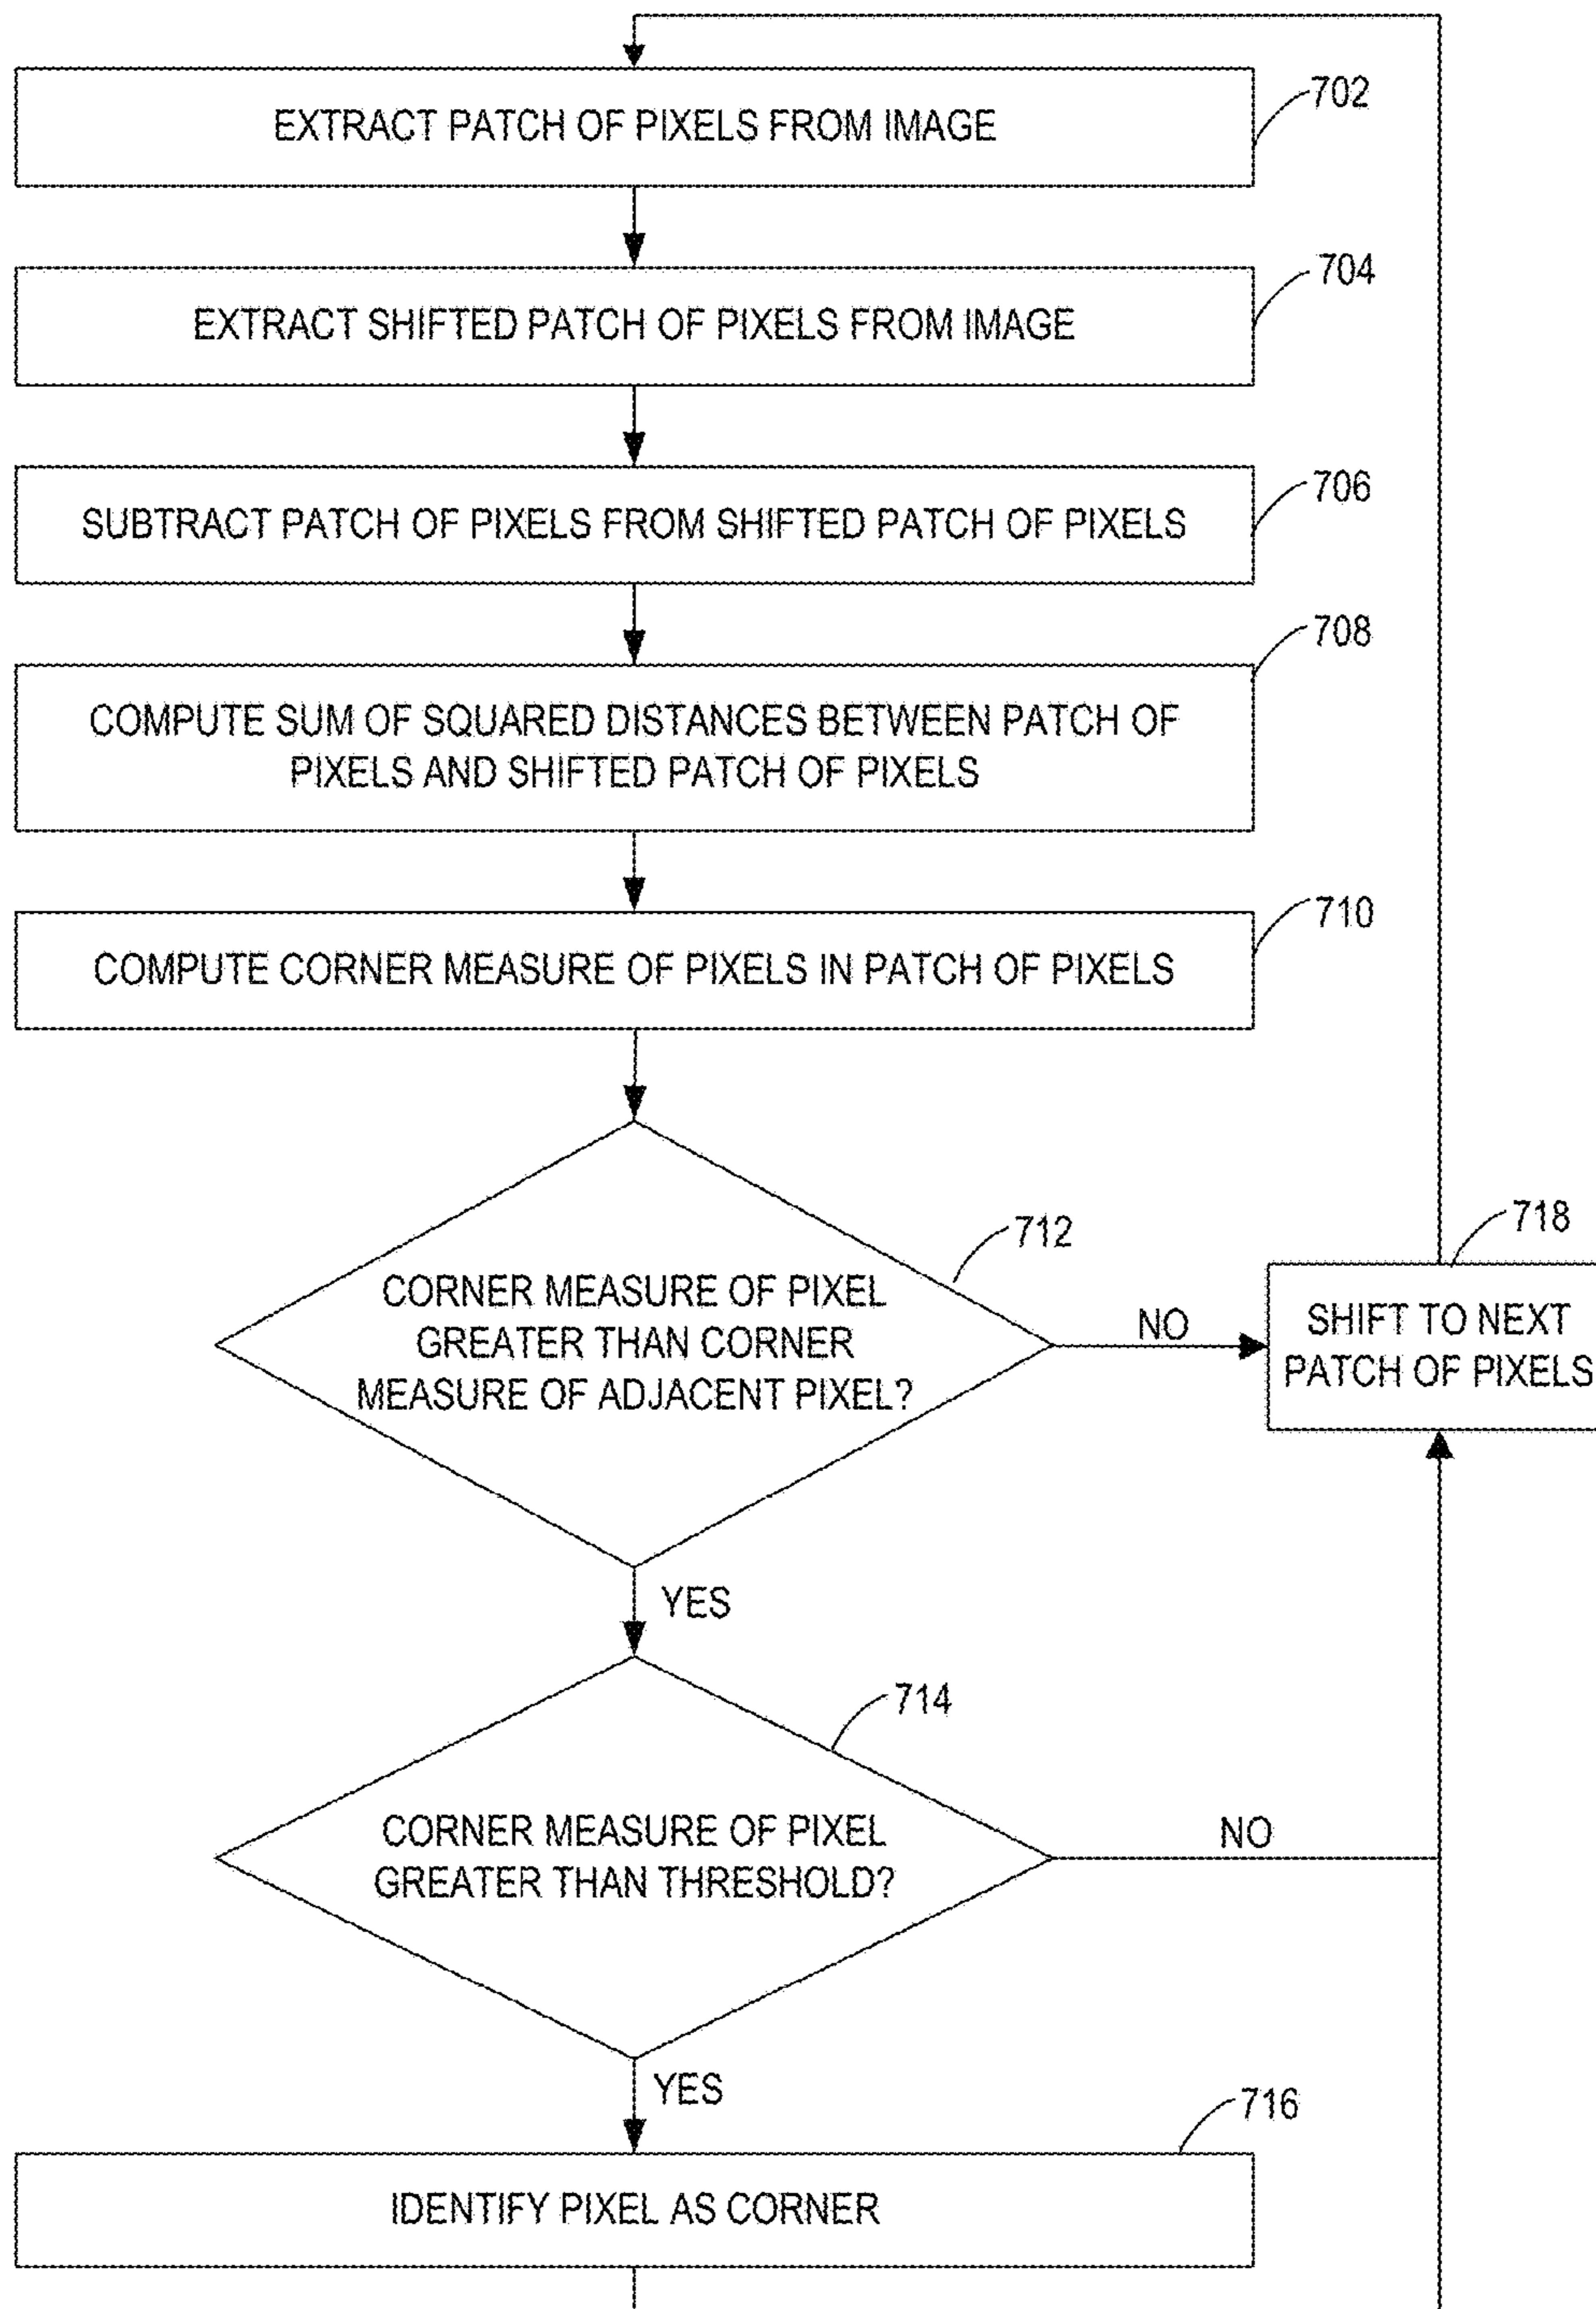 702
EXTRACT PATCH OF PIXELS FROM IMAGE
704
EXTRACT SHIFTED PATCH OF PIXELS FROM IMAGE
706
SUBTRACT PATCH OF PIXELS FROM SHIFTED PATCH OF PIXELS
708
COMPUTE SUM OF SQUARED DISTANCES BETWEEN PATCH OF
PIXELS AND SHIFTED PATCH OF PIXELS
710
COMPUTE CORNER MEASURE OF PIXELS IN PATCH OF PIXELS
712
CORNER MEASURE OF PIXEL
GREATER THAN CORNER
MEASURE OF ADJACENT PIXEL?
NO
718
SHIFT TO NEXT
PATCH OF PIXELS
YES
714
CORNER MEASURE OF PIXEL
GREATER THAN THRESHOLD?
NO
YES
716
IDENTIFY PIXEL AS CORNER